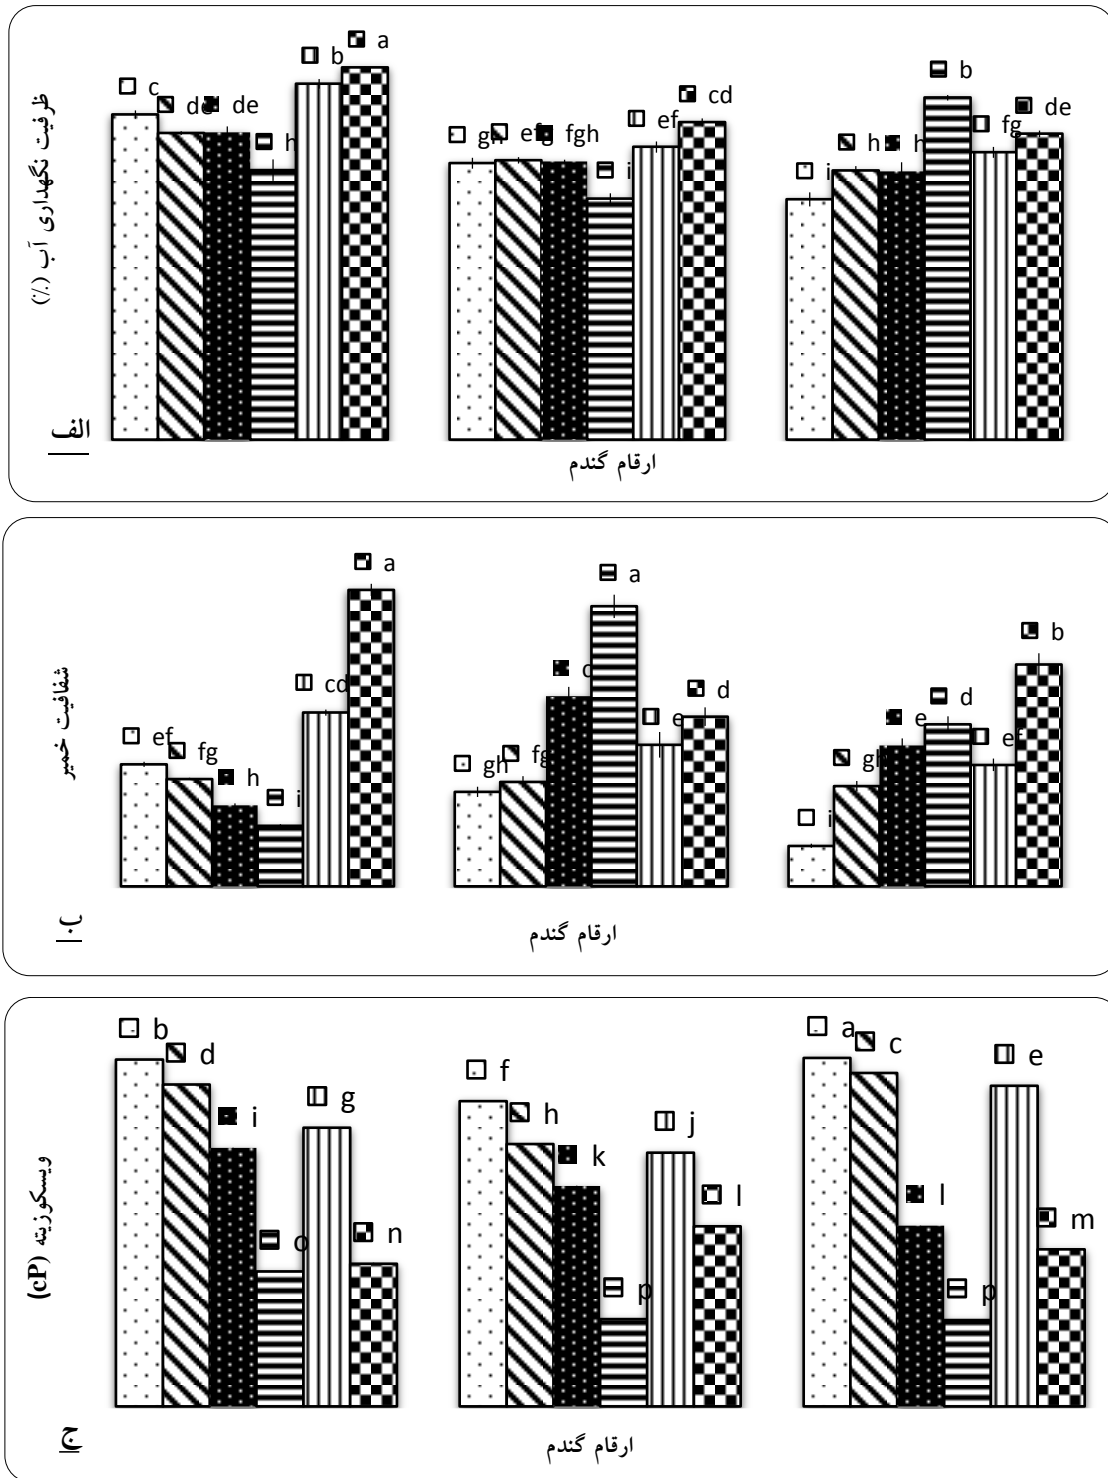 ظرفیت نگهداری آب (٪)
c de de h b a
gh efg fgh i ef cd
i h h b fg de
الف
ارقام گندم
شفافیت خمیر
ef fg h i cd a
gh fg c a e d
i gh e d ef b
ب
ارقام گندم
ویسکوزیته (cP)
b d i o g n
f h k p j l
a c l p e m
ج
ارقام گندم